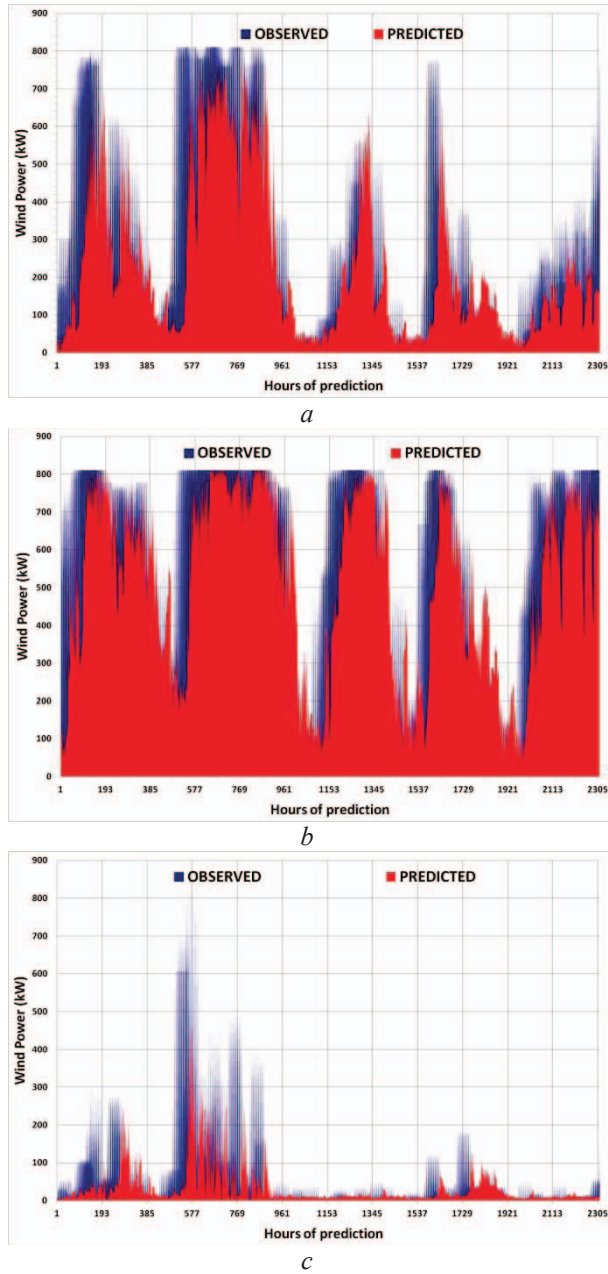 900
OBSERVED PREDICTED
800
700
600
500
400
300
200
100
0
Wind Power (kW)
1 193 385 577 769 961 1153 1345 1537 1729 1921 2113 2305
Hours of prediction
a
900
OBSERVED PREDICTED
800
700
600
500
400
300
200
100
0
Wind Power (kW)
1 193 385 577 769 961 1153 1345 1537 1729 1921 2113 2305
Hours of prediction
b
900
OBSERVED PREDICTED
800
700
600
500
400
300
200
100
0
Wind Power (kW)
1 193 385 577 769 961 1153 1345 1537 1729 1921 2113 2305
Hours of prediction
c